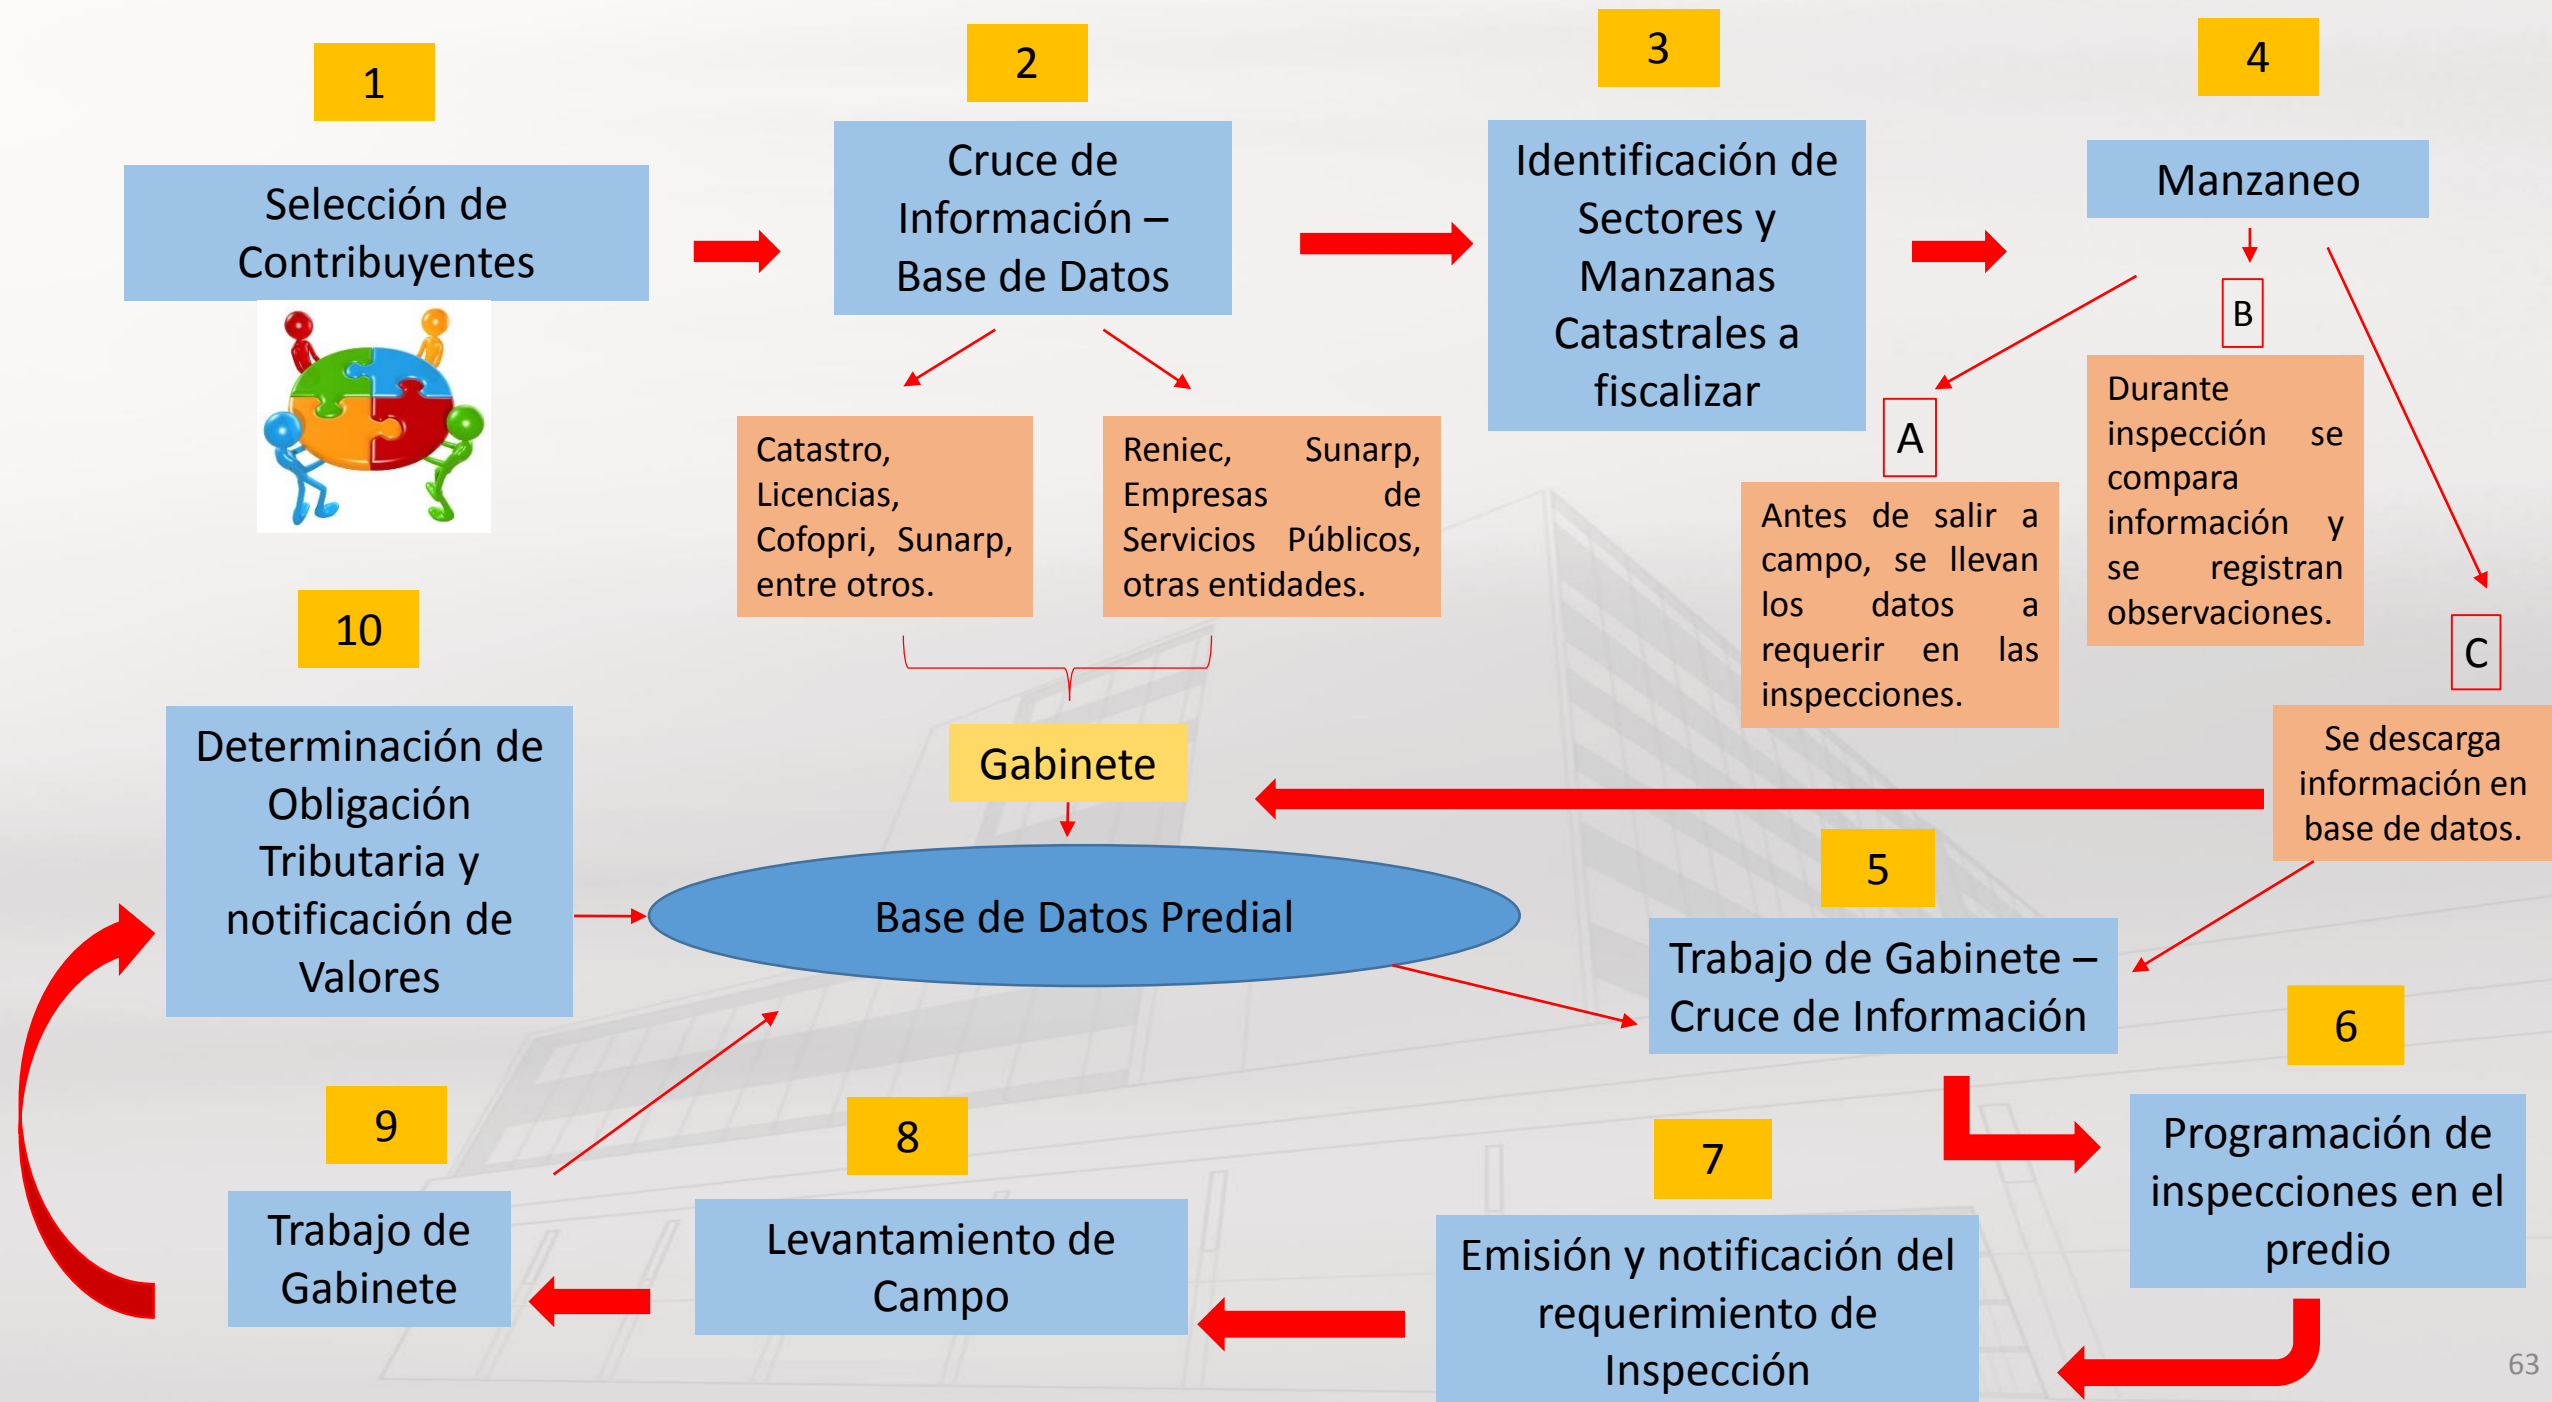 1
Selección de
Contribuyentes
2
Cruce de
Información –
Base de Datos
Catastro,
Licencias,
Cofopri, Sunarp,
entre otros.
Reniec, Sunarp,
Empresas de
Servicios Públicos,
otras entidades.
Gabinete
Base de Datos Predial
3
Identificación de
Sectores y
Manzanas
Catastrales a
fiscalizar
4
Manzaneo
A
Antes de salir a
campo, se llevan
los datos a
requerir en las
inspecciones.
B
Durante
inspección se
compara
información y
se registran
observaciones.
C
Se descarga
información en
base de datos.
5
Trabajo de Gabinete –
Cruce de Información
6
Programación de
inspecciones en el
predio
7
Emisión y notificación del
requerimiento de
Inspección
8
Levantamiento de
Campo
9
Trabajo de
Gabinete
10
Determinación de
Obligación
Tributaria y
notificación de
Valores
63